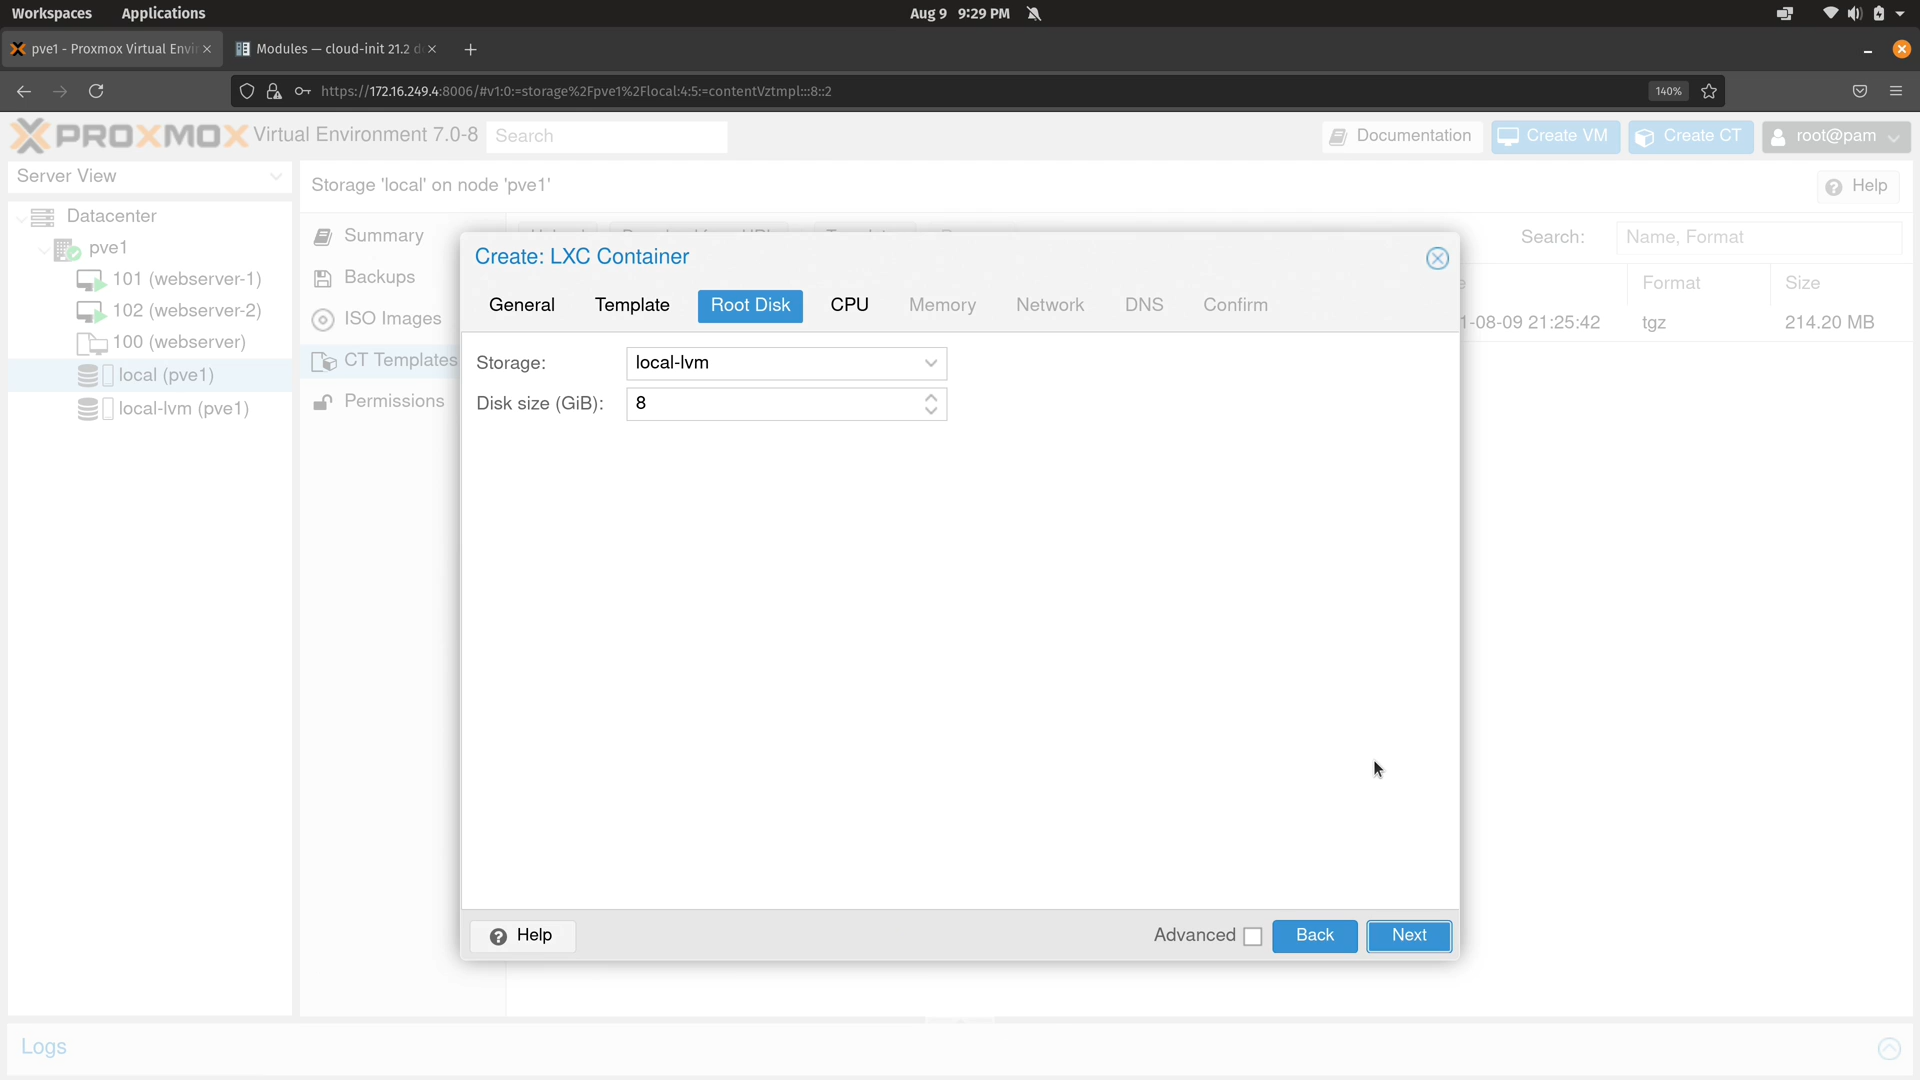 Workspaces Applications Aug 9 9:29 PM
pve1 - Proxmox Virtual Envi Modules — cloud-init 21.2 d
https://172.16.249.4:8006/#v1:0:=storage%2Fpve1%2Flocal:4:5:=contentVztmpl:::8::2 140%
PROXMOX Virtual Environment 7.0-8 Search Documentation Create VM Create CT root@pam
Server View
Storage 'local' on node 'pve1' Help
Datacenter
pve1
101 (webserver-1)
102 (webserver-2)
100 (webserver)
local (pve1)
local-lvm (pve1)
Summary
Backups
ISO Images
CT Templates
Permissions
Search: Name, Format
Format Size
1-08-09 21:25:42 tgz 214.20 MB
Create: LXC Container
General Template Root Disk CPU Memory Network DNS Confirm
Storage: local-lvm
Disk size (GiB): 8
Help Advanced Back Next
Logs